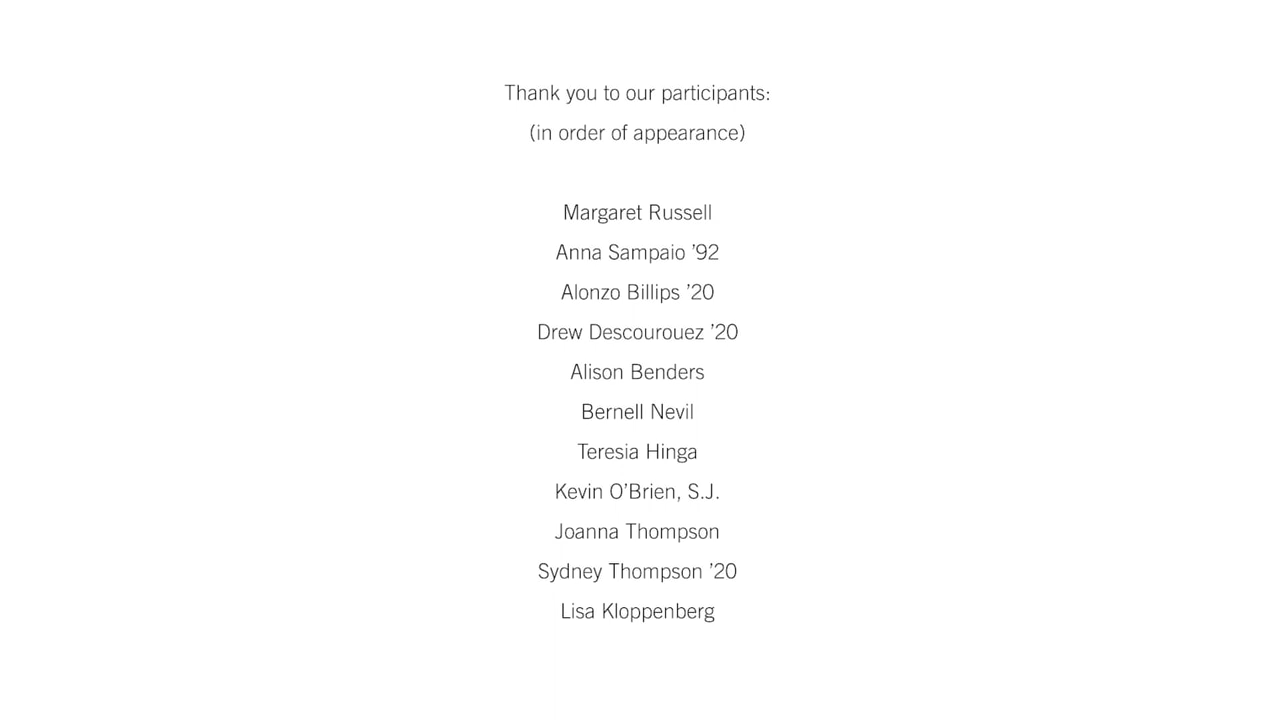 Thank you to our participants:
(in order of appearance)
Margaret Russell
Anna Sampaio ’92
Alonzo Billips ’20
Drew Descourouez ’20
Alison Benders
Bernell Nevil
Teresia Hinga
Kevin O’Brien, S.J.
Joanna Thompson
Sydney Thompson ’20
Lisa Kloppenberg